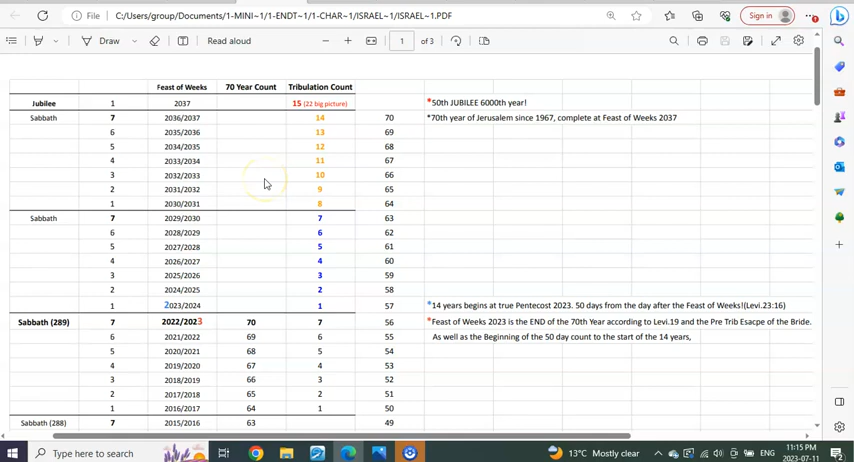 File C:/Users/group/Documents/1-MINI~1/1-ENDT~1/1-CHAR~1/ISRAEL~1/ISRAEL~1.PDF Sign in
Draw Read aloud 1 of 3
Feast of Weeks 70 Year Count Tribulation Count
Jubilee 1 2037 15 (22 big picture) *50th JUBILEE 6000th year!
Sabbath 7 2036/2037 14 70 *70th year of Jerusalem since 1967, complete at Feast of Weeks 2037
6 2035/2036 13 69
5 2034/2035 12 68
4 2033/2034 11 67
3 2032/2033 10 66
2 2031/2032 9 65
1 2030/2031 8 64
Sabbath 7 2029/2030 7 63
6 2028/2029 6 62
5 2027/2028 5 61
4 2026/2027 4 60
3 2025/2026 3 59
2 2024/2025 2 58
1 2023/2024 1 57 *14 years begins at true Pentecost 2023. 50 days from the day after the Feast of Weeks!(Levi.23:16)
Sabbath (289) 7 2022/2023 70 7 56 *Feast of Weeks 2023 is the END of the 70th Year according to Levi.19 and the Pre Trib Esacpe of the Bride.
6 2021/2022 69 6 55 As well as the Beginning of the 50 day count to the start of the 14 years,
5 2020/2021 68 5 54
4 2019/2020 67 4 53
3 2018/2019 66 3 52
2 2017/2018 65 2 51
1 2016/2017 64 1 50
Sabbath (288) 7 2015/2016 63 49
Type here to search 13°C Mostly clear ENG 11:15 PM
2023-07-11
2